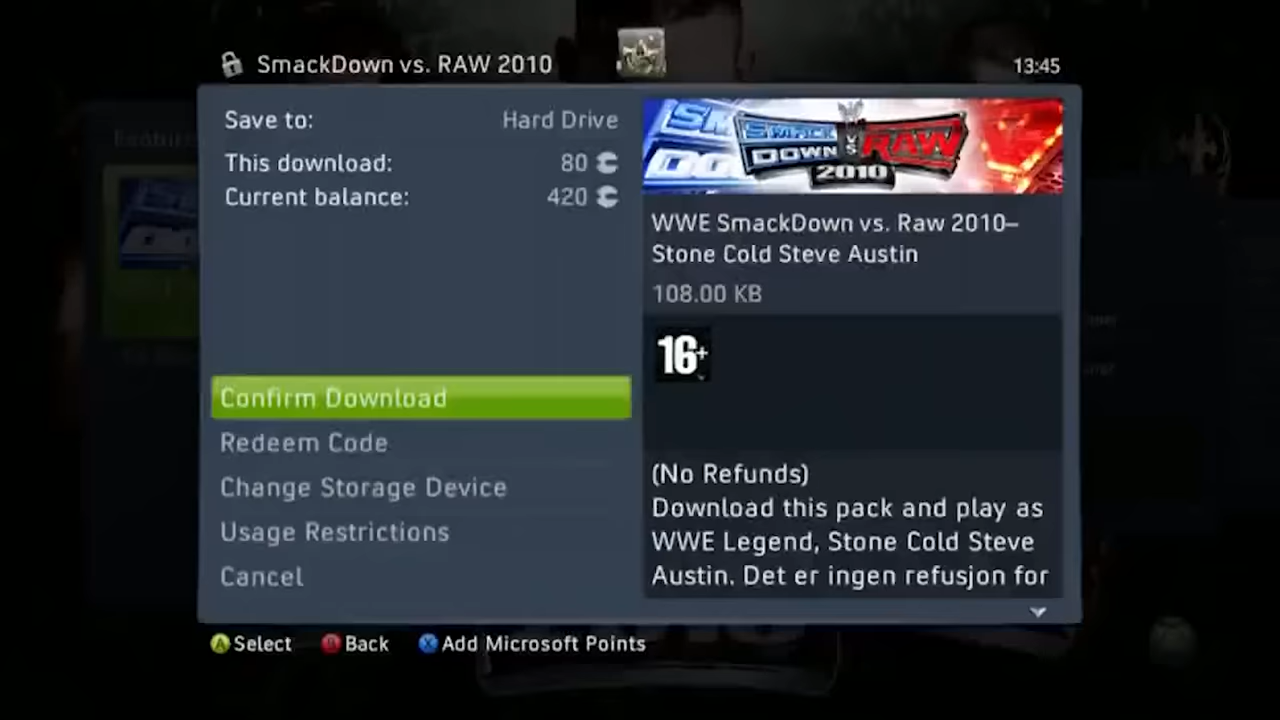 SmackDown vs. RAW 2010
13:45
Save to: Hard Drive
This download: 80
Current balance: 420
Confirm Download
Redeem Code
Change Storage Device
Usage Restrictions
Cancel
SMACK DOWN VS RAW 2010
WWE SmackDown vs. Raw 2010–
Stone Cold Steve Austin
108.00 KB
16+
(No Refunds)
Download this pack and play as
WWE Legend, Stone Cold Steve
Austin. Det er ingen refusjon for
A Select B Back X Add Microsoft Points